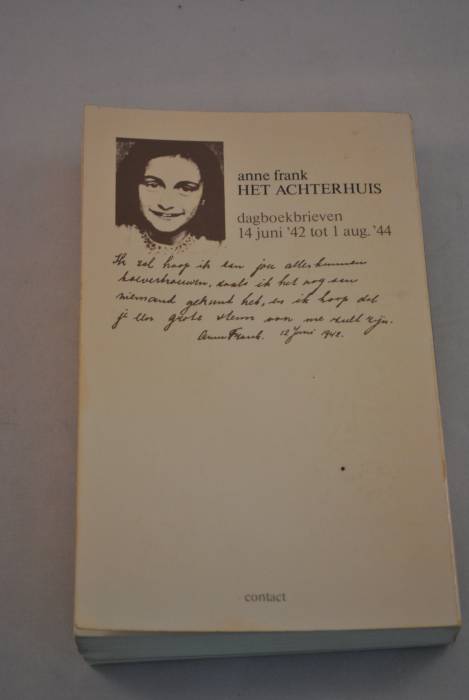 anne frank
HET ACHTERHUIS
dagboekbrieven
14 juni '42 tot 1 aug. '44
Ik zal hoop ik aan jou alles kunnen
toevertrouwen, zoals ik het nog aan
niemand gekund heb, en ik hoop dat
je een grote steun van me zult zijn.
Anne Frank. 12 Juni 1942.
contact